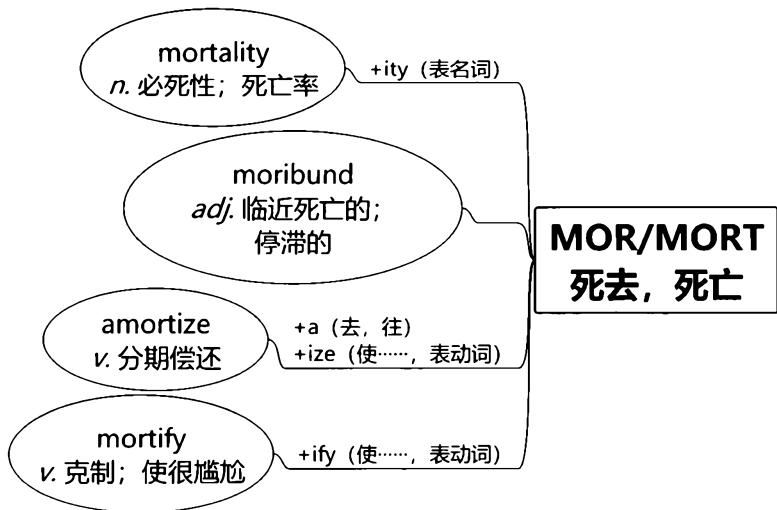 mortality
n. 必死性；死亡率
+ity（表名词）
moribund
adj. 临近死亡的；
停滞的
MOR/MORT
死去，死亡
amortize
v. 分期偿还
+a（去，往）
+ize（使……，表动词）
mortify
v. 克制；使很尴尬
+ify（使……，表动词）